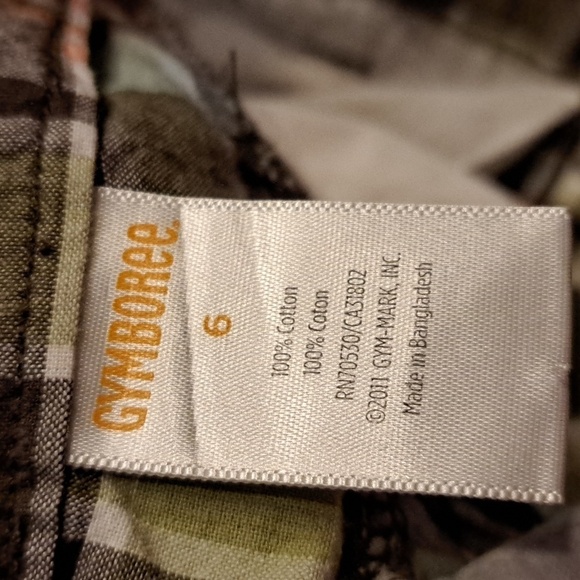 GYMBOREE
6
100% Cotton
100% Coton
RN70530/CA31802
©2011 GYM-MARK, INC.
Made in Bangladesh